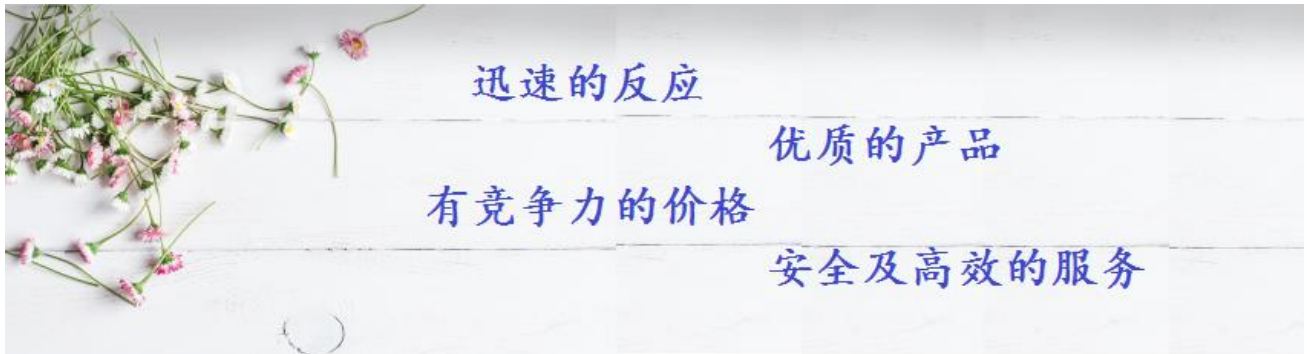 迅速的反应
优质的产品
有竞争力的价格
安全及高效的服务